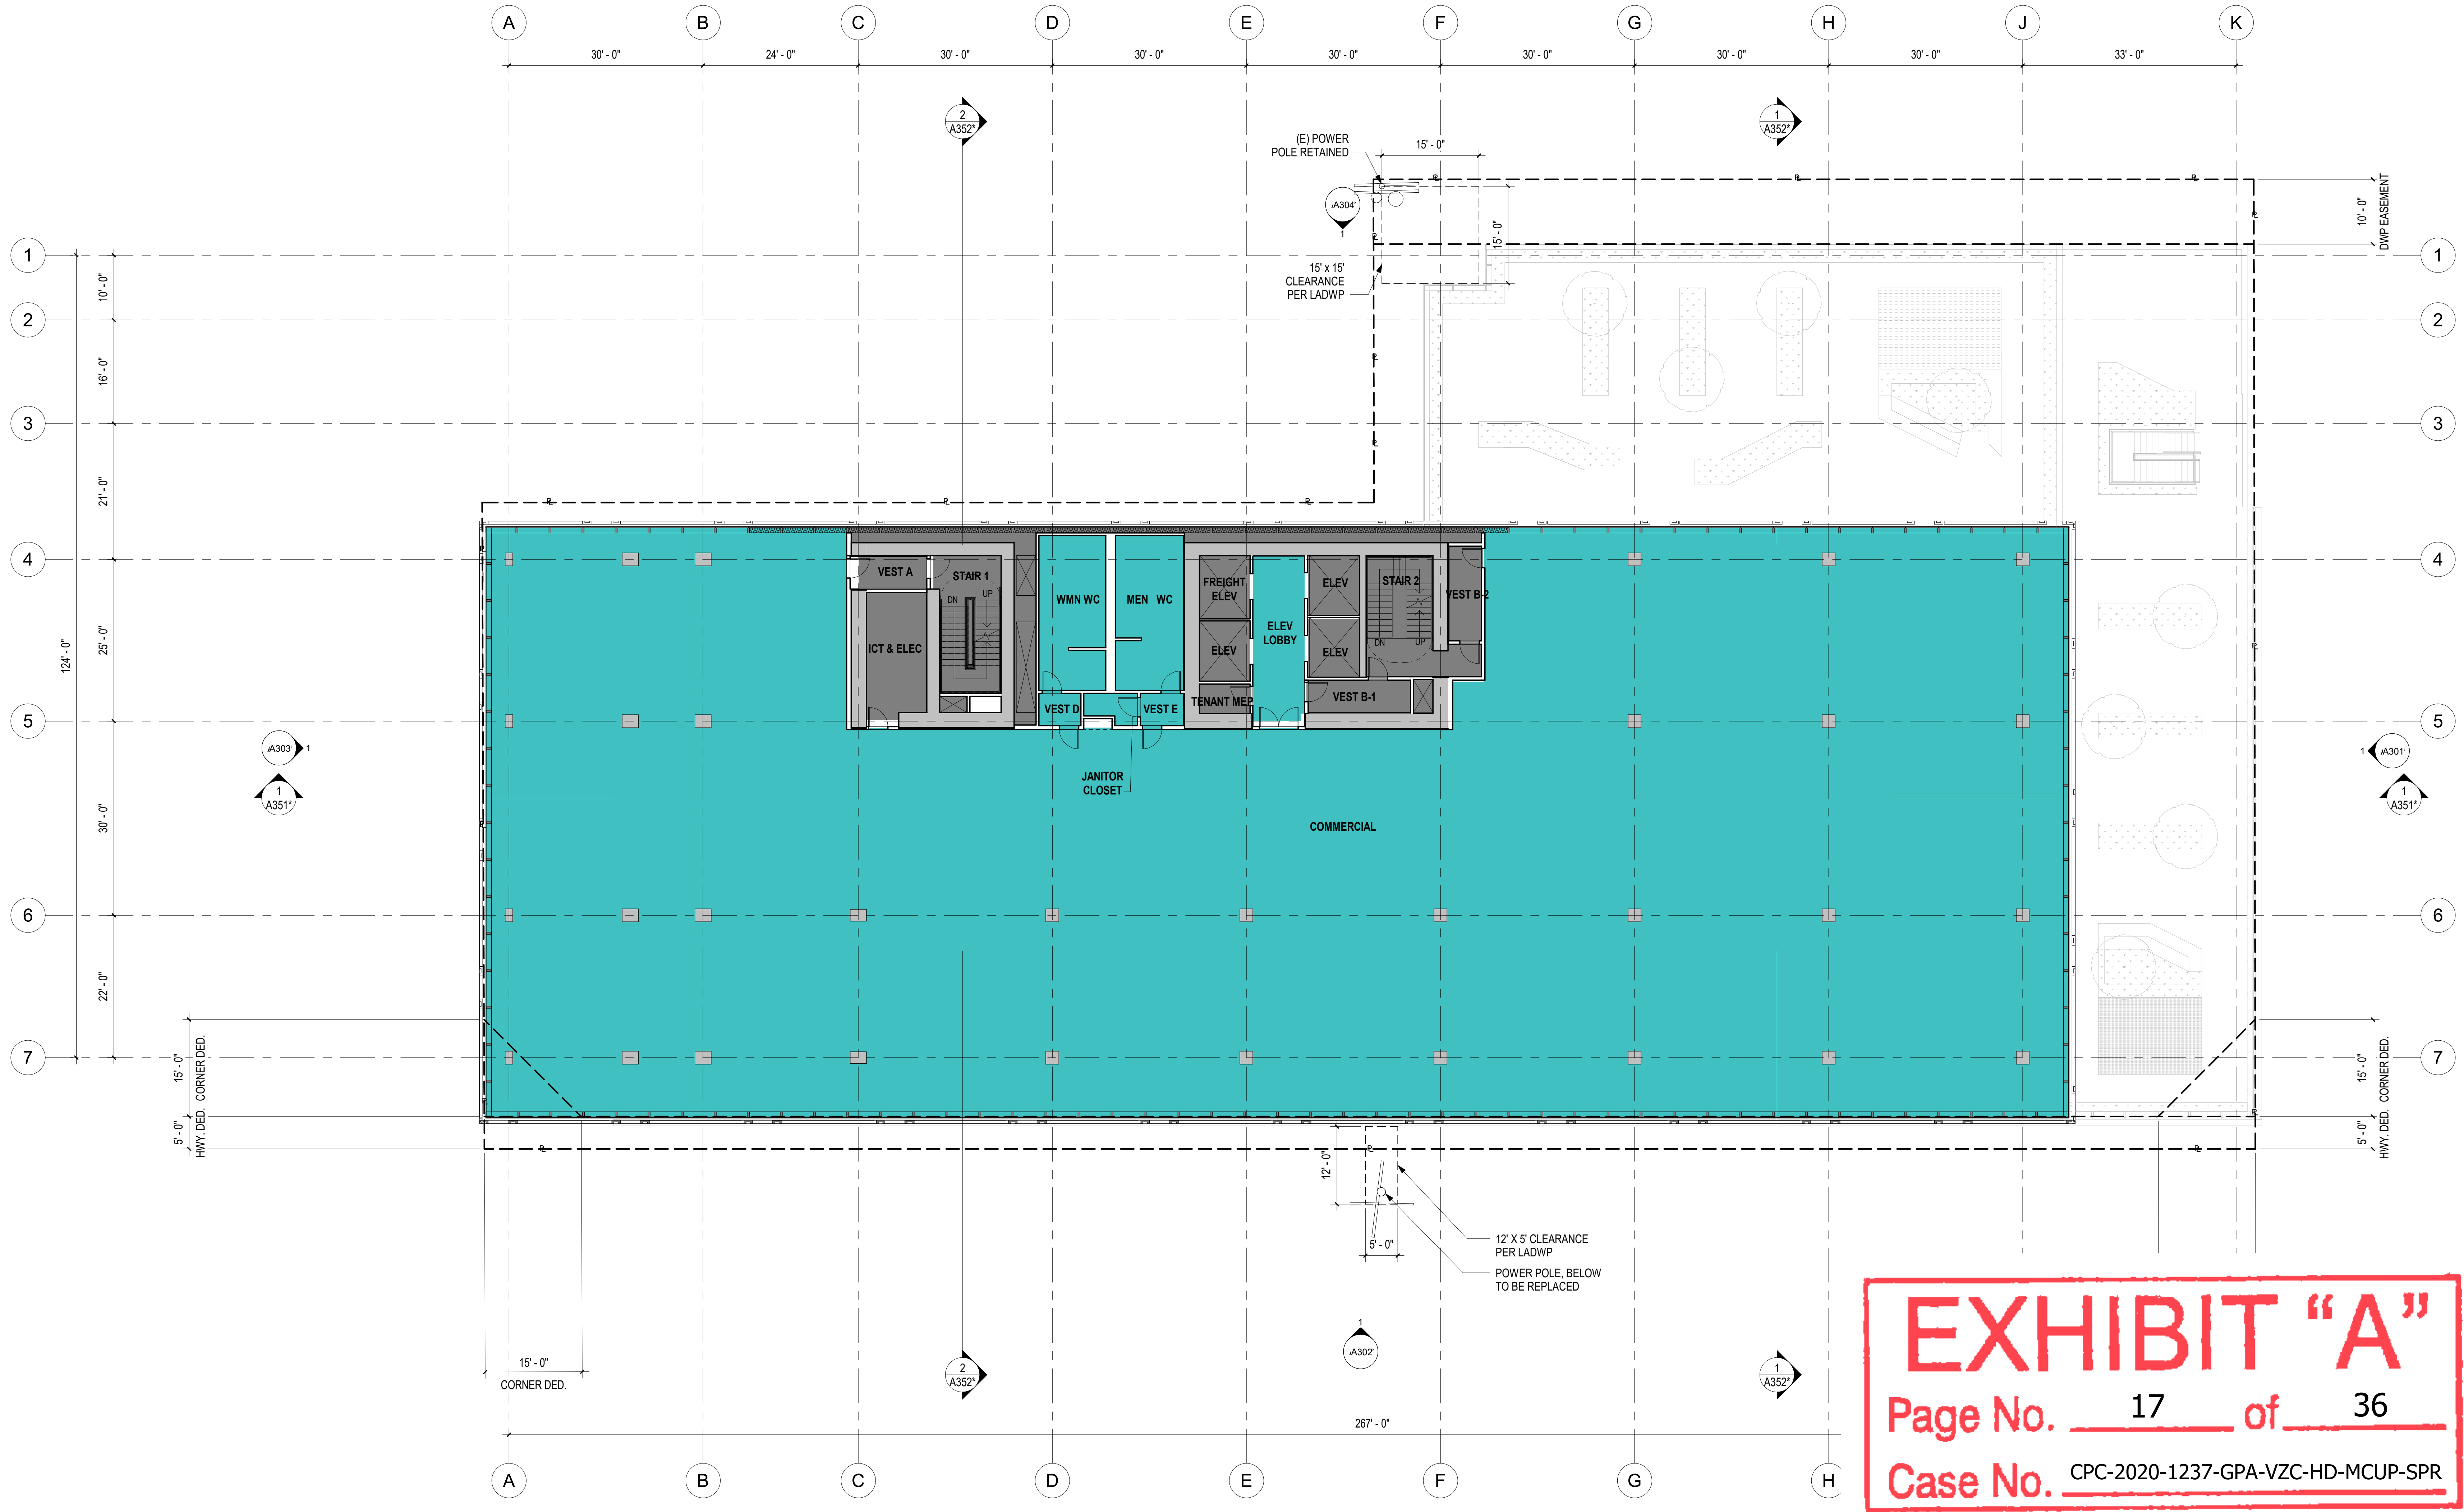 A B C D E F G H J K
30' - 0" 24' - 0" 30' - 0" 30' - 0" 30' - 0" 30' - 0" 30' - 0" 30' - 0" 33' - 0"
2
A352*
1
A352*
(E) POWER
POLE RETAINED
15' - 0"
A304
1
15' - 0"
15' x 15'
CLEARANCE
PER LADWP
10' - 0"
DWP EASEMENT
1
10' - 0"
1
2
2
16' - 0"
3
3
21' - 0"
4
4
VEST A
STAIR 1
DN
UP
ICT & ELEC
WMN WC
MEN WC
FREIGHT
ELEV
ELEV
ELEV
LOBBY
ELEV
ELEV
STAIR 2
DN
UP
VEST B-2
25' - 0"
124' - 0"
TENANT MEP
VEST B-1
VEST D
VEST E
5
5
A303
1
1
A351*
JANITOR
CLOSET
COMMERCIAL
1
A301
1
A351*
30' - 0"
6
6
22' - 0"
7
7
15' - 0"
CORNER DED.
5' - 0"
HWY. DED.
15' - 0"
CORNER DED.
5' - 0"
HWY. DED.
12' - 0"
5' - 0"
12' X 5' CLEARANCE
PER LADWP
POWER POLE, BELOW
TO BE REPLACED
1
A302
15' - 0"
CORNER DED.
2
A352*
1
A352*
267' - 0"
A B C D E F G H
EXHIBIT “A”
Page No. 17 of 36
Case No. CPC-2020-1237-GPA-VZC-HD-MCUP-SPR